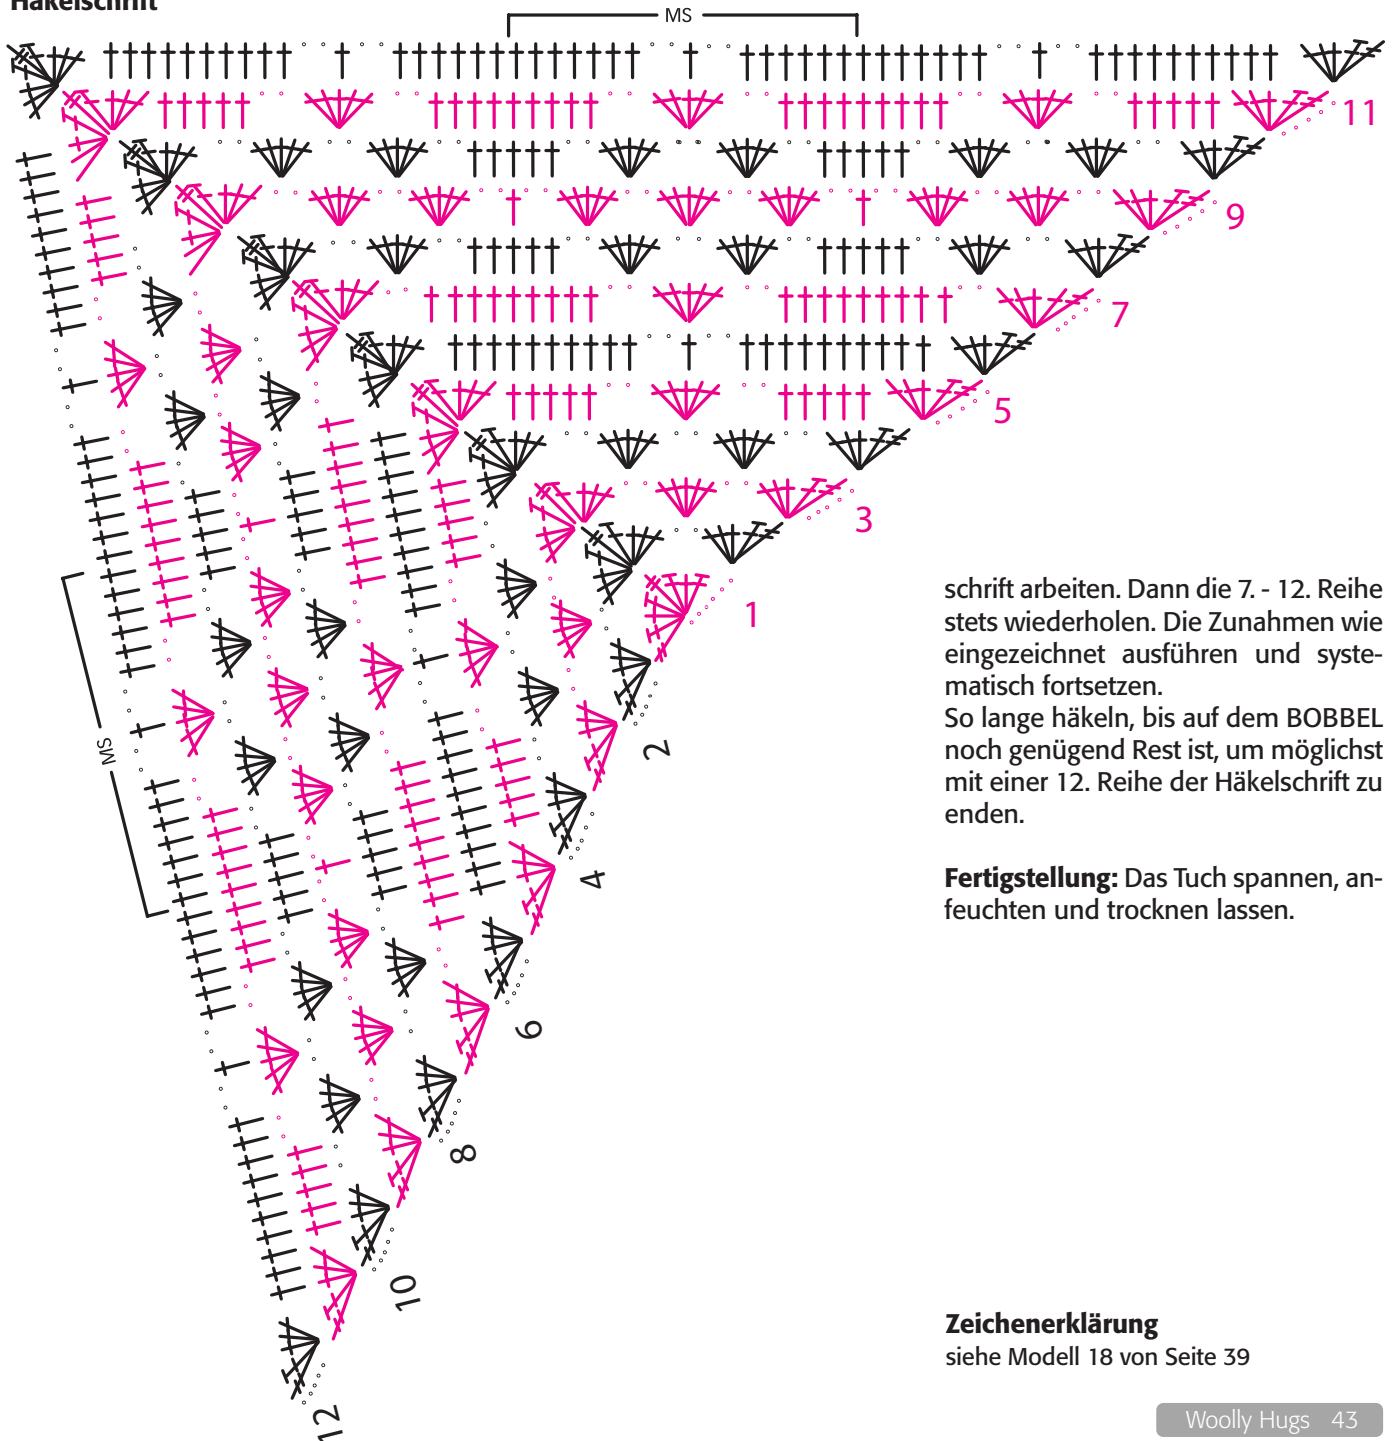 Häkelschrift
MS
11
9
7
5
3
1
2
4
6
8
10
12
MS
schrift arbeiten. Dann die 7. - 12. Reihe
stets wiederholen. Die Zunahmen wie
eingezeichnet ausführen und syste-
matisch fortsetzen.
So lange häkeln, bis auf dem BOBBEL
noch genügend Rest ist, um möglichst
mit einer 12. Reihe der Häkelschrift zu
enden.
Fertigstellung: Das Tuch spannen, an-
feuchten und trocknen lassen.
Zeichenerklärung
siehe Modell 18 von Seite 39
Woolly Hugs 43